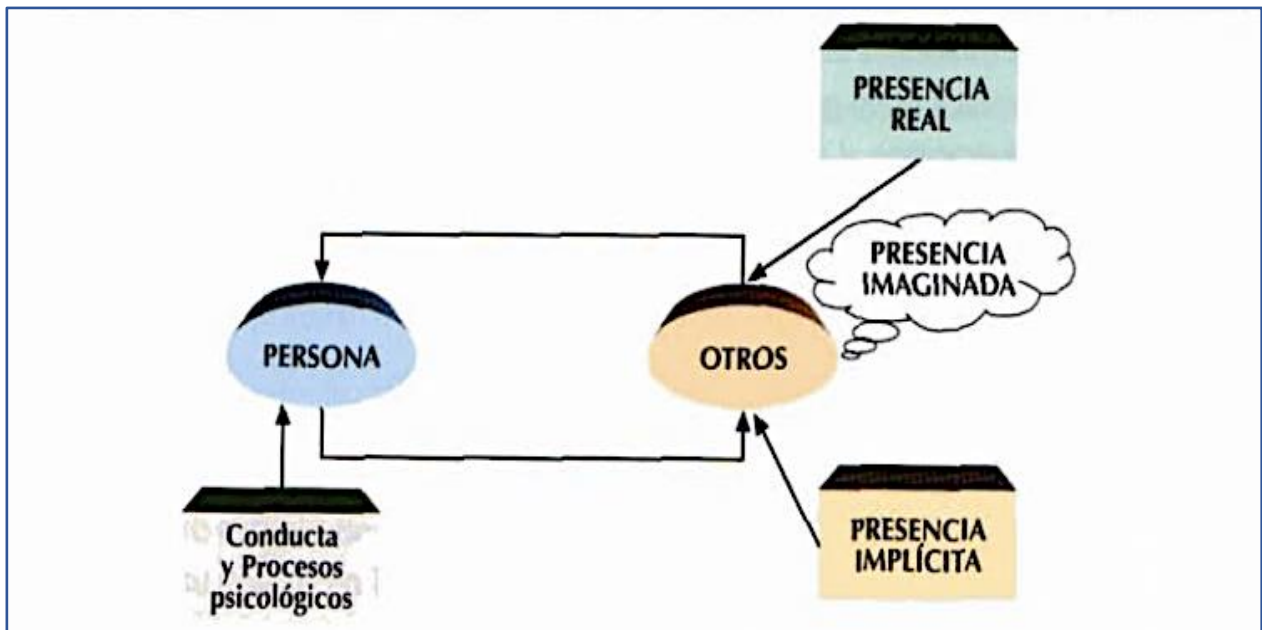 PRESENCIA
REAL
PRESENCIA
IMAGINADA
PERSONA
OTROS
Conducta
y Procesos
psicológicos
PRESENCIA
IMPLÍCITA